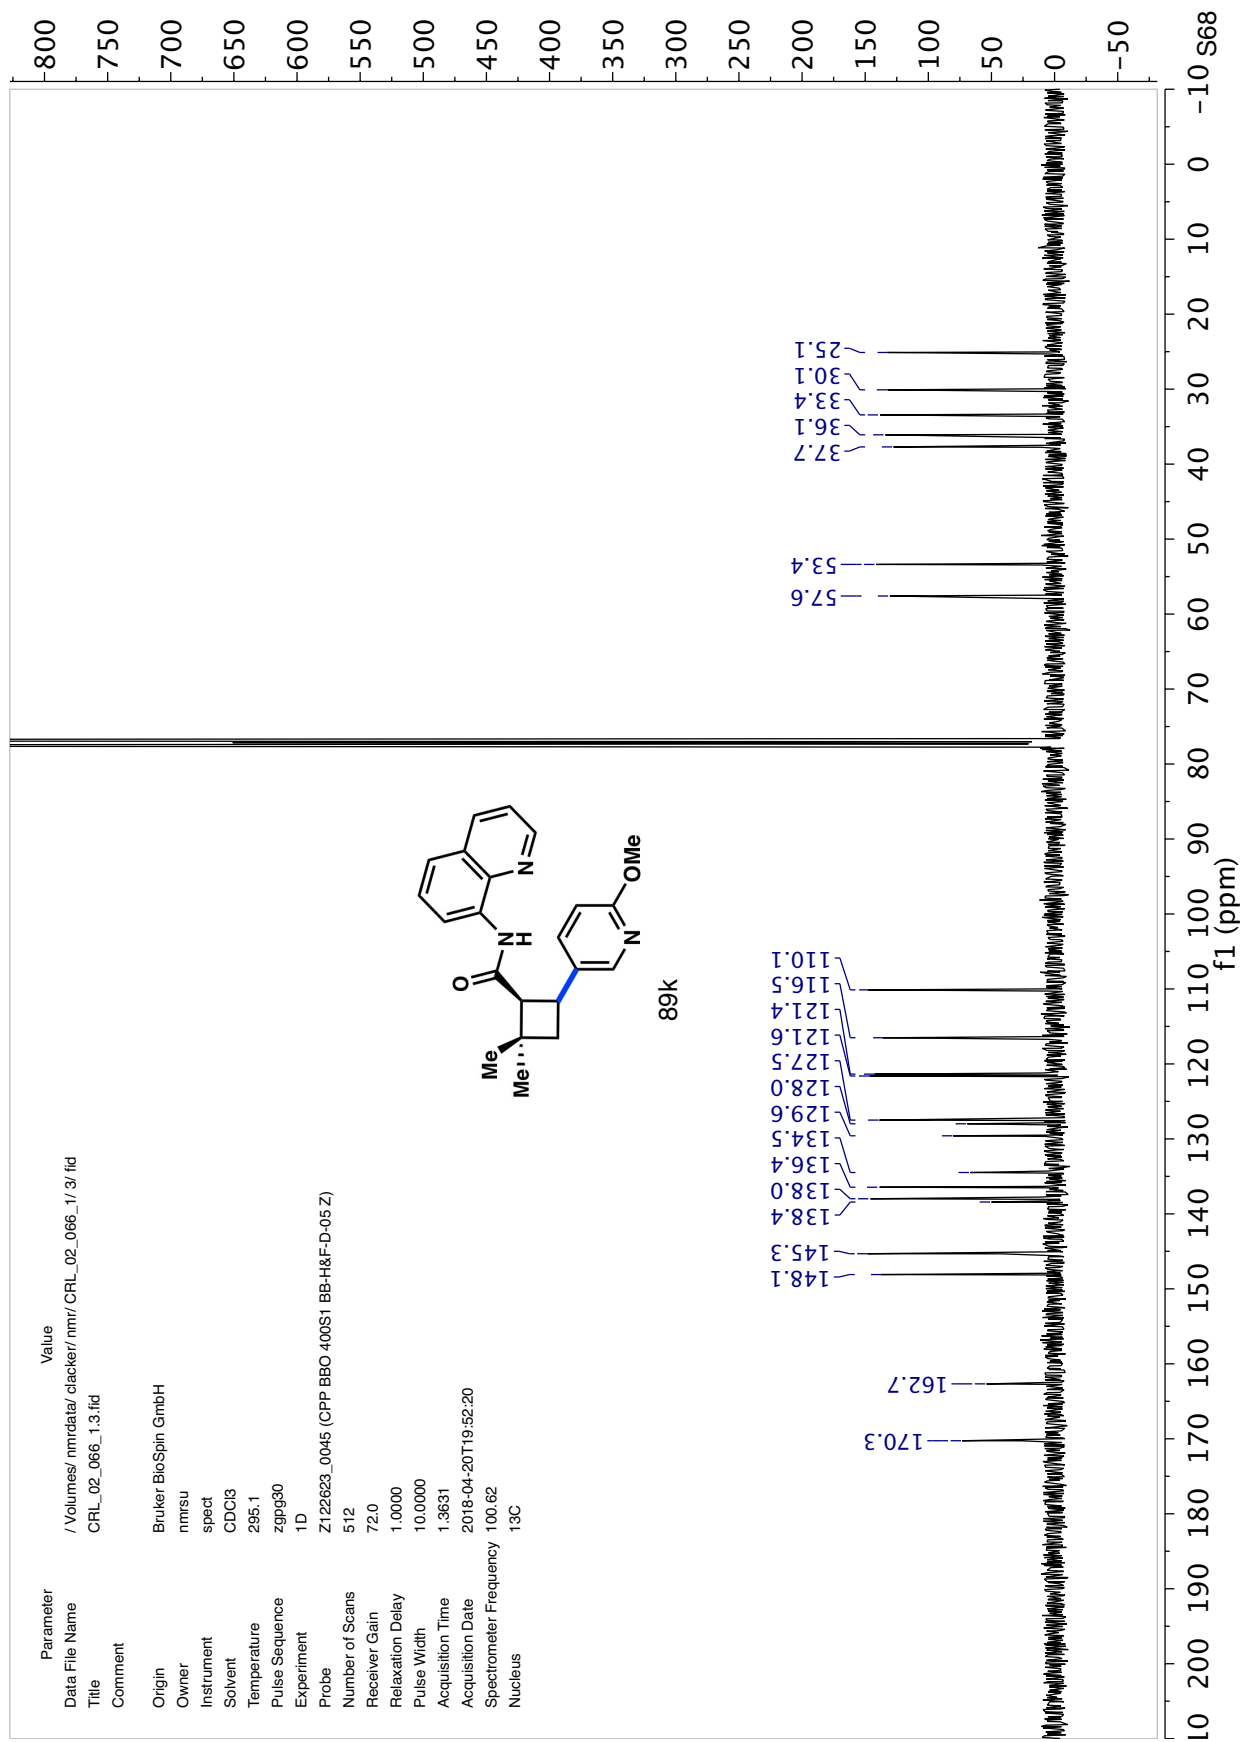 Parameter Value
Data File Name / Volumes/ nmrdata/ clacker/ nmr/ CRL_02_066_1/ 3/ fid
Title CRL_02_066_1.3.fid
Comment
Origin Bruker BioSpin GmbH
Owner nmrsu
Instrument spect
Solvent CDCl3
Temperature 295.1
Pulse Sequence zgpg30
Experiment 1D
Probe Z122623_0045 (CPP BBO 400S1 BB-H&F-D-05 Z)
Number of Scans 512
Receiver Gain 72.0
Relaxation Delay 1.0000
Pulse Width 10.0000
Acquisition Time 1.3631
Acquisition Date 2018-04-20T19:52:20
Spectrometer Frequency 100.62
Nucleus 13C
Me
Me
O
N
H
N
N
OMe
89k
170.3
162.7
148.1
145.3
138.4
138.0
136.4
134.5
129.6
128.0
127.5
121.6
121.4
116.5
110.1
57.6
53.4
37.7
36.1
33.4
30.1
25.1
800
750
700
650
600
550
500
450
400
350
300
250
200
150
100
50
0
−50
10 200 190 180 170 160 150 140 130 120 110 100 90 80 70 60 50 40 30 20 10 0 −10
f1 (ppm)
S68